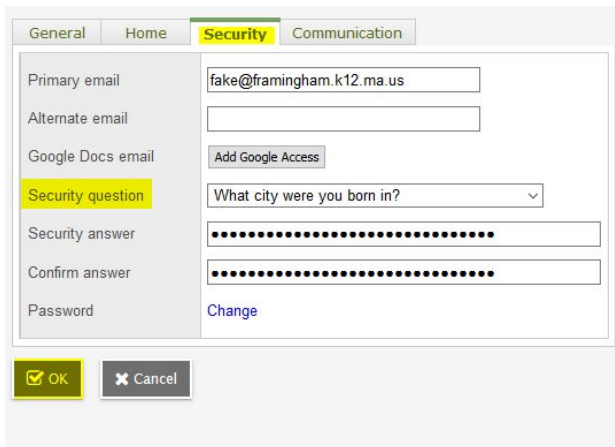 General Home Security Communication
Primary email fake@framingham.k12.ma.us
Alternate email
Google Docs email Add Google Access
Security question What city were you born in?
Security answer ••••••••••••••••••••••••••••••••
Confirm answer ••••••••••••••••••••••••••••••••
Password Change
OK Cancel